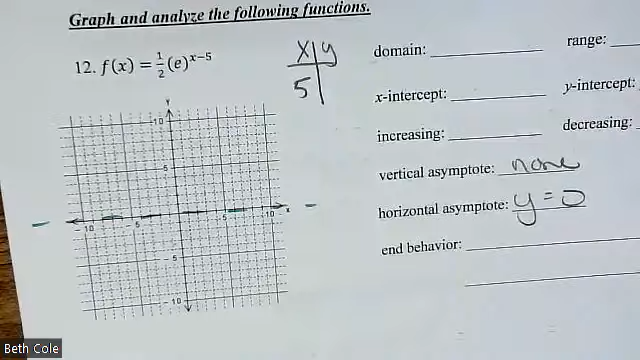 Graph and analyze the following functions.
12. f(x) = 1/2 (e)^{x-5}
x y
5
domain:
range:
x-intercept:
y-intercept:
increasing:
decreasing:
vertical asymptote: none
horizontal asymptote: y = 0
end behavior:
y
10
5
-10 -5 5 10 x
-5
-10
Beth Cole